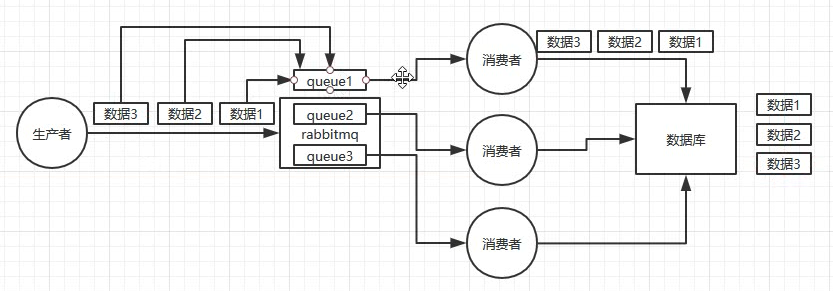 生产者
数据3
数据2
数据1
queue1
queue2
rabbitmq
queue3
消费者
数据3
数据2
数据1
消费者
消费者
数据库
数据1
数据2
数据3